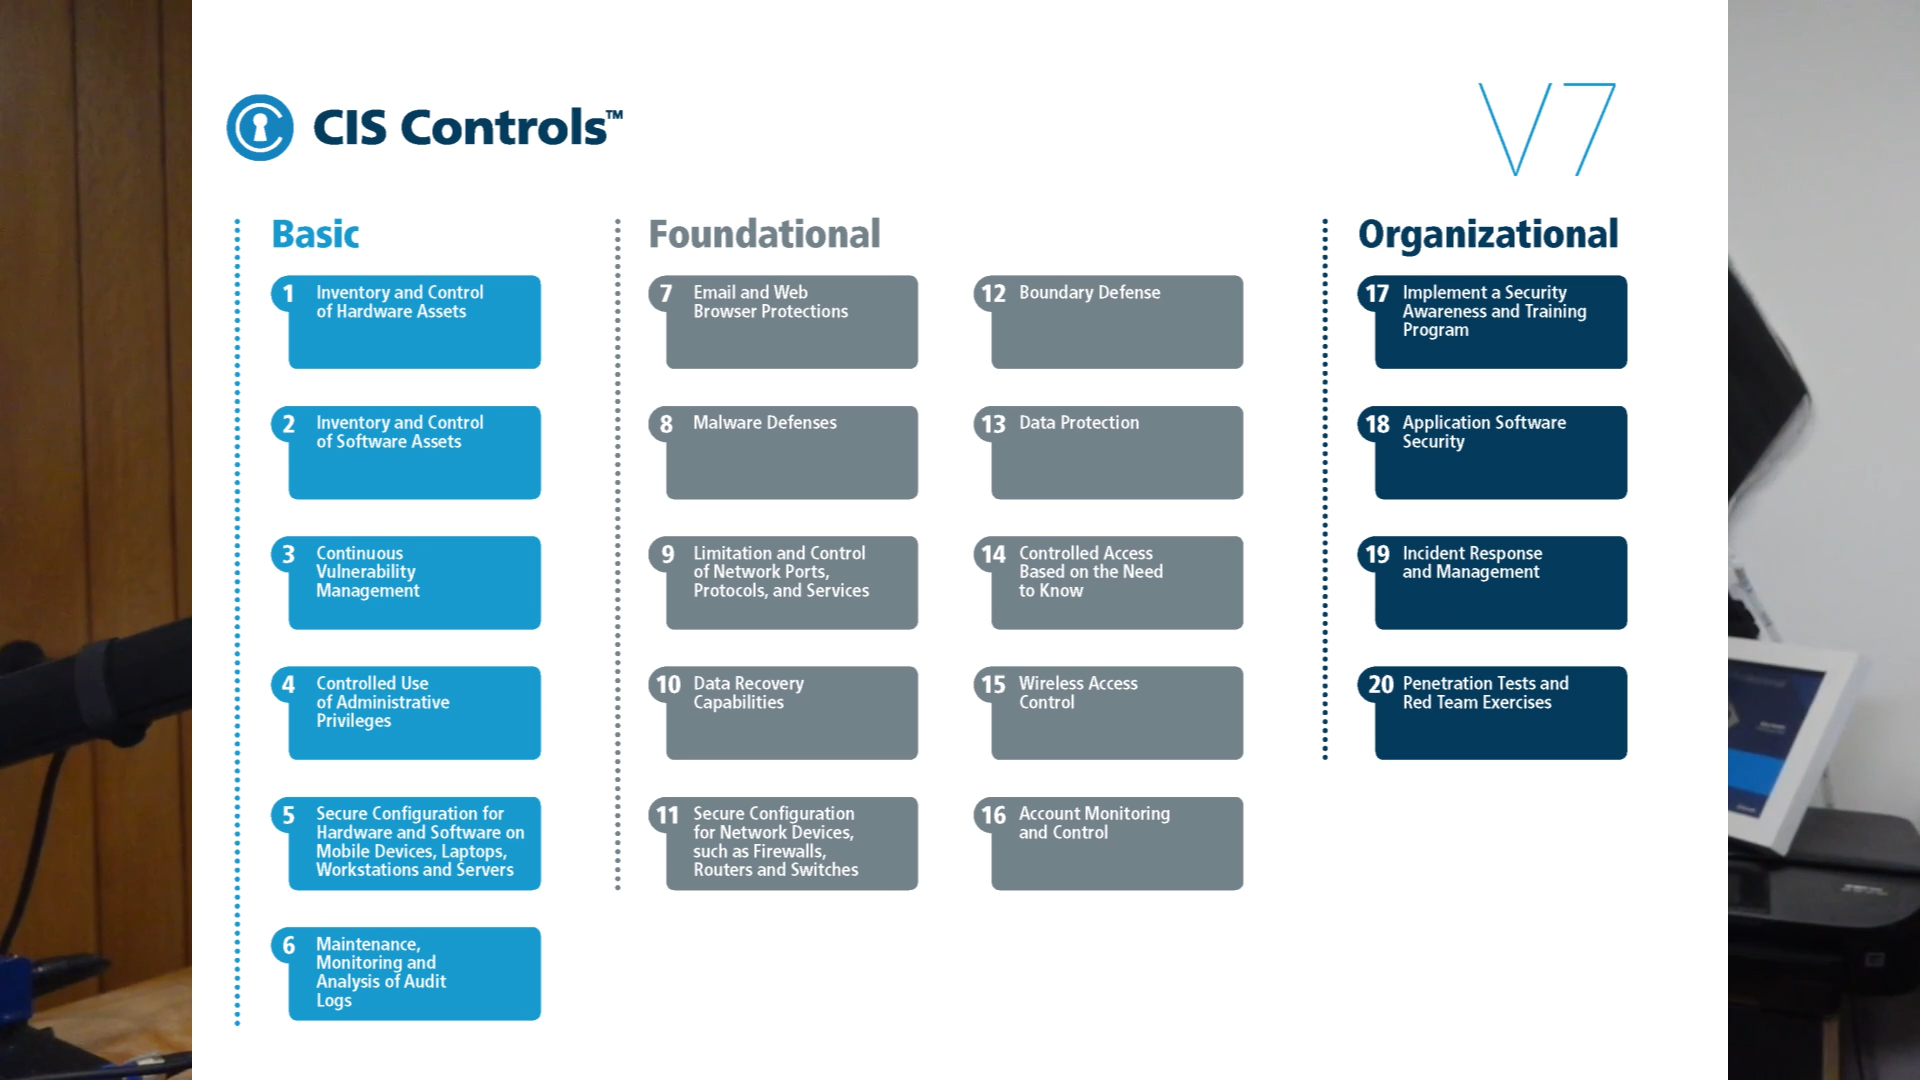 CIS Controls™
V7
Basic
1 Inventory and Control
of Hardware Assets
2 Inventory and Control
of Software Assets
3 Continuous
Vulnerability
Management
4 Controlled Use
of Administrative
Privileges
5 Secure Configuration for
Hardware and Software on
Mobile Devices, Laptops,
Workstations and Servers
6 Maintenance,
Monitoring and
Analysis of Audit
Logs
Foundational
7 Email and Web
Browser Protections
8 Malware Defenses
9 Limitation and Control
of Network Ports,
Protocols, and Services
10 Data Recovery
Capabilities
11 Secure Configuration
for Network Devices,
such as Firewalls,
Routers and Switches
12 Boundary Defense
13 Data Protection
14 Controlled Access
Based on the Need
to Know
15 Wireless Access
Control
16 Account Monitoring
and Control
Organizational
17 Implement a Security
Awareness and Training
Program
18 Application Software
Security
19 Incident Response
and Management
20 Penetration Tests and
Red Team Exercises